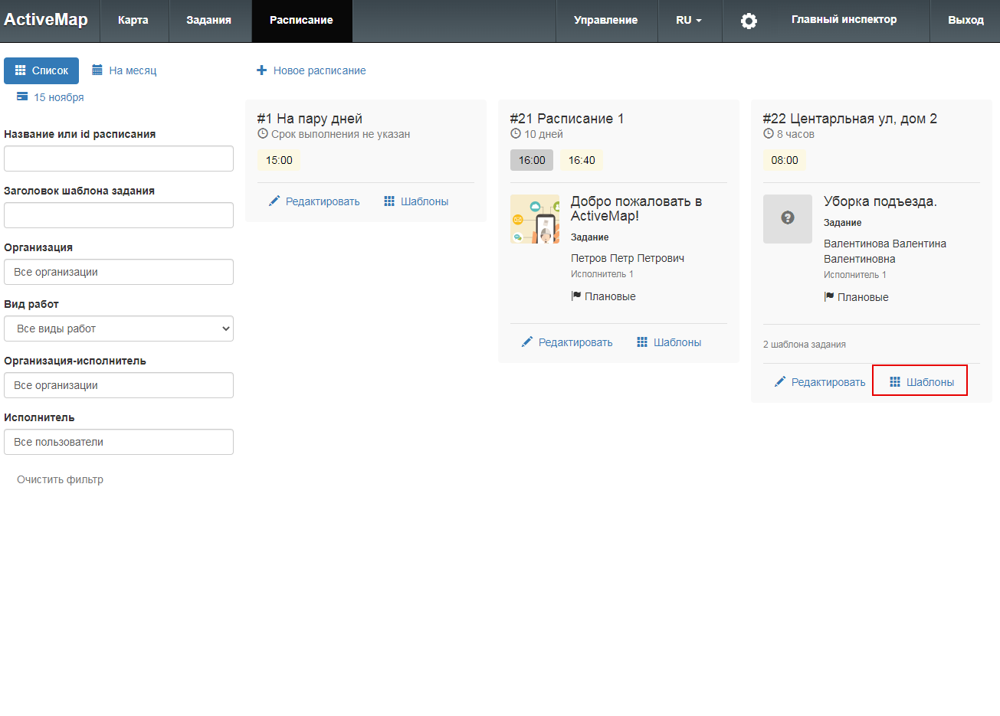 ActiveMap
Карта
Задания
Расписание
Управление
RU
Главный инспектор
Выход
Список
На месяц
15 ноября
Название или id расписания
Заголовок шаблона задания
Организация
Все организации
Вид работ
Все виды работ
Организация-исполнитель
Все организации
Исполнитель
Все пользователи
Очистить фильтр
Новое расписание
#1 На пару дней
Срок выполнения не указан
15:00
Редактировать
Шаблоны
#21 Расписание 1
10 дней
16:00 16:40
Добро пожаловать в
ActiveMap!
Задание
Петров Петр Петрович
Исполнитель 1
Плановые
Редактировать
Шаблоны
#22 Центарльная ул, дом 2
8 часов
08:00
Уборка подъезда.
Задание
Валентинова Валентина
Валентиновна
Исполнитель 1
Плановые
2 шаблона задания
Редактировать
Шаблоны